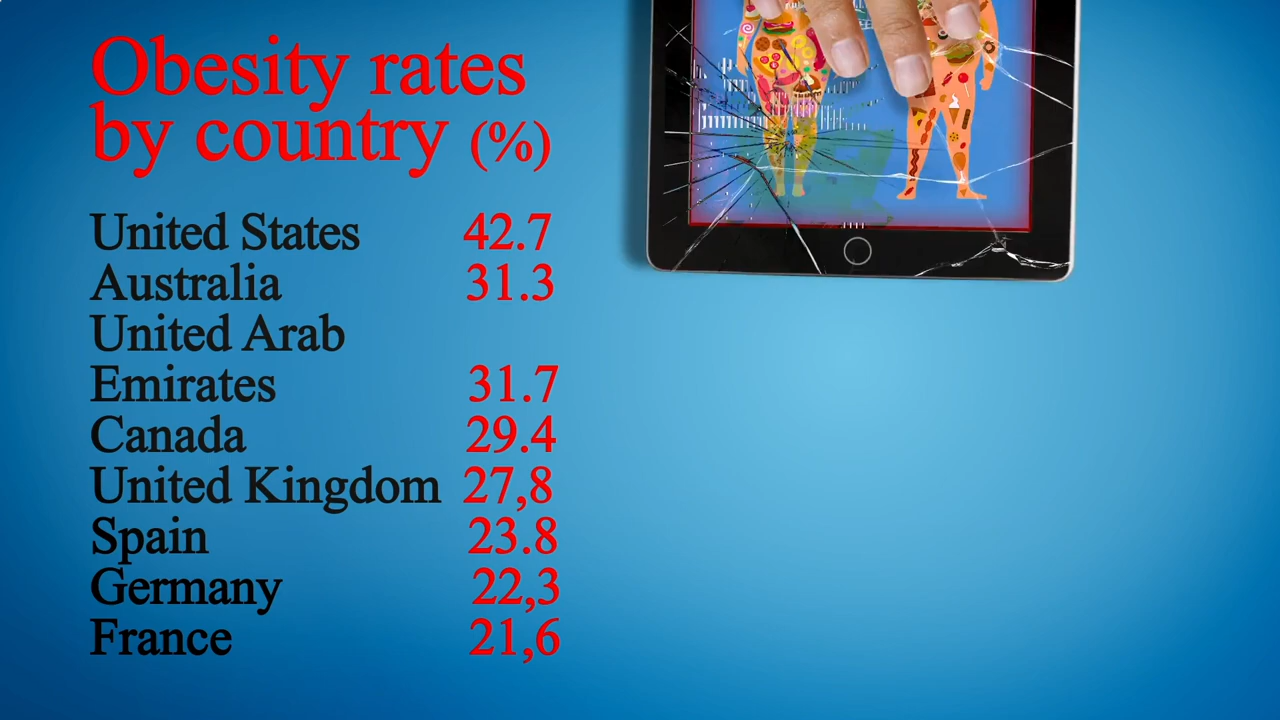 Obesity rates
by country (%)
United States 42.7
Australia 31.3
United Arab
Emirates 31.7
Canada 29.4
United Kingdom 27,8
Spain 23.8
Germany 22,3
France 21,6